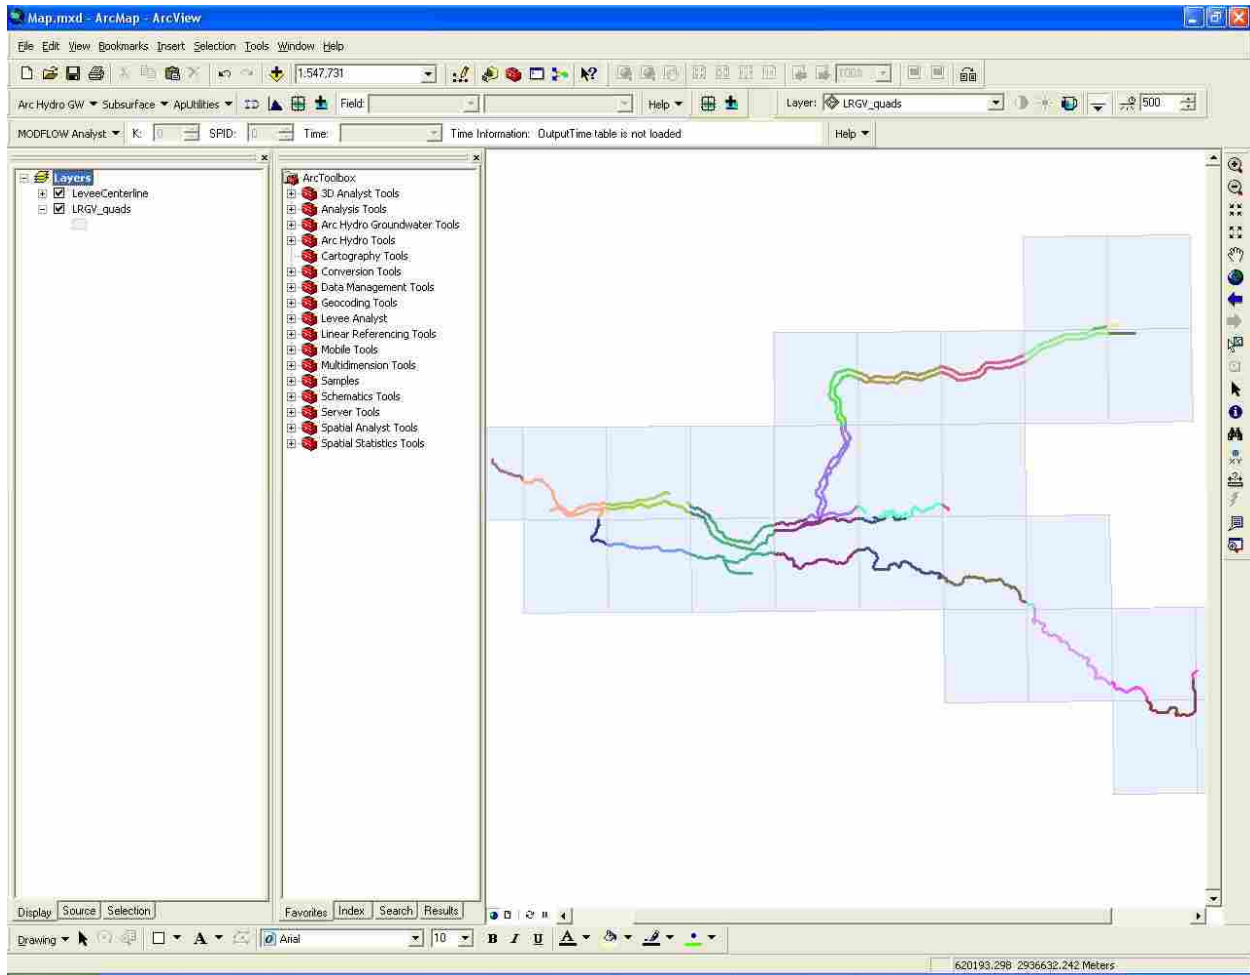 Map.mxd - ArcMap - ArcView
File Edit View Bookmarks Insert Selection Tools Window Help
1:547,731 100%
Arc Hydro GW Subsurface ApUtilities ID Field: Help Layer: LRGV_quads 500
MODFLOW Analyst K: 0 SPID: 0 Time: Time Information: OutputTime table is not loaded Help
Layers
LeveeCenterline
LRGV_quads
ArcToolbox
3D Analyst Tools
Analysis Tools
Arc Hydro Groundwater Tools
Arc Hydro Tools
Cartography Tools
Conversion Tools
Data Management Tools
Geocoding Tools
Levee Analyst
Linear Referencing Tools
Mobile Tools
Multidimension Tools
Samples
Schematics Tools
Server Tools
Spatial Analyst Tools
Spatial Statistics Tools
XY
Display Source Selection
Favorites Index Search Results
Drawing A Arial 10 B I U A
620193.298 2936632.242 Meters